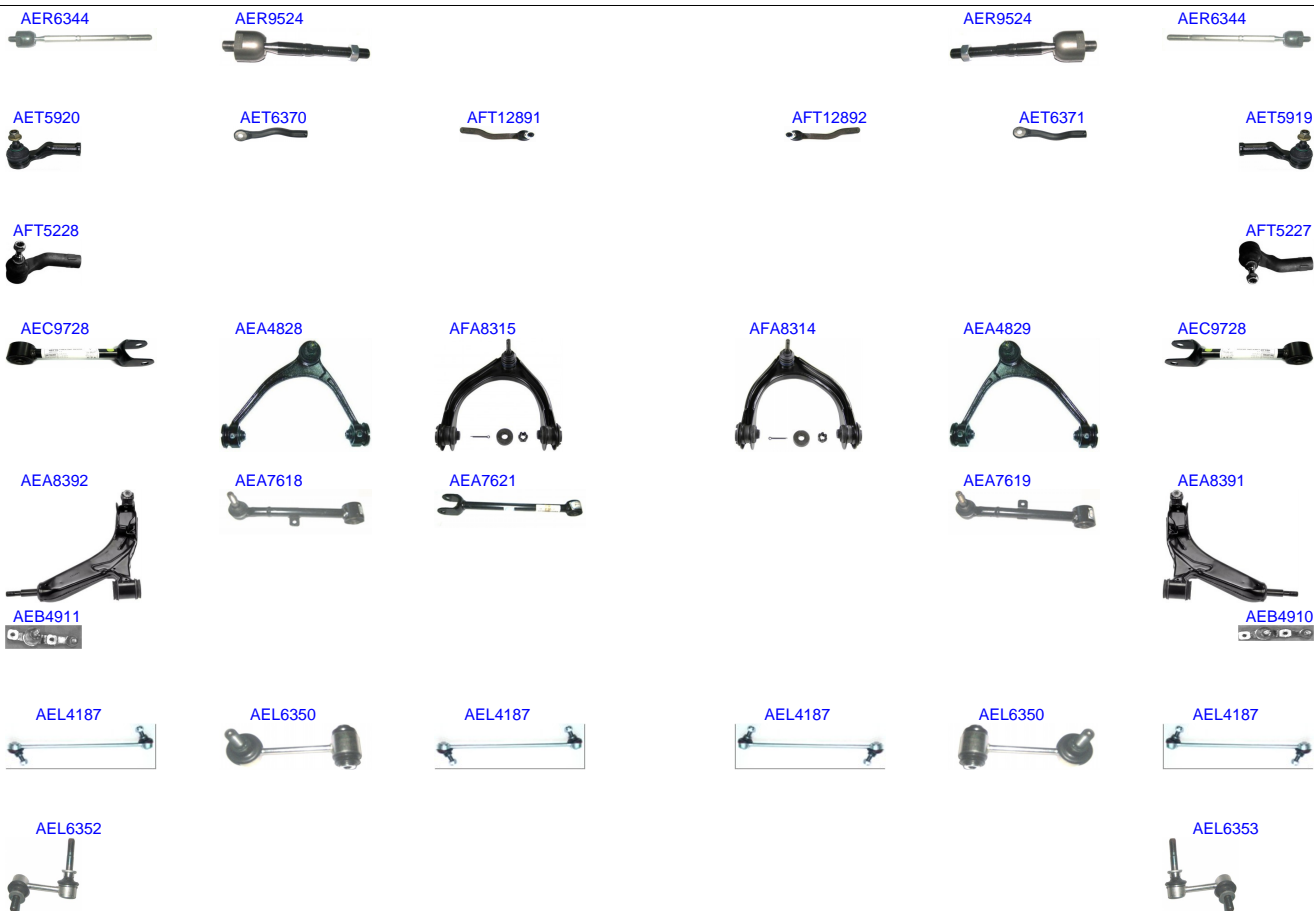 AER6344 AER9524 AER9524 AER6344
AET5920 AET6370 AFT12891 AFT12892 AET6371 AET5919
AFT5228 AFT5227
AEC9728 AEA4828 AFA8315 AFA8314 AEA4829 AEC9728
AEA8392 AEA7618 AEA7621 AEA7619 AEA8391
AEB4911 AEB4910
AEL4187 AEL6350 AEL4187 AEL4187 AEL6350 AEL4187
AEL6352 AEL6353